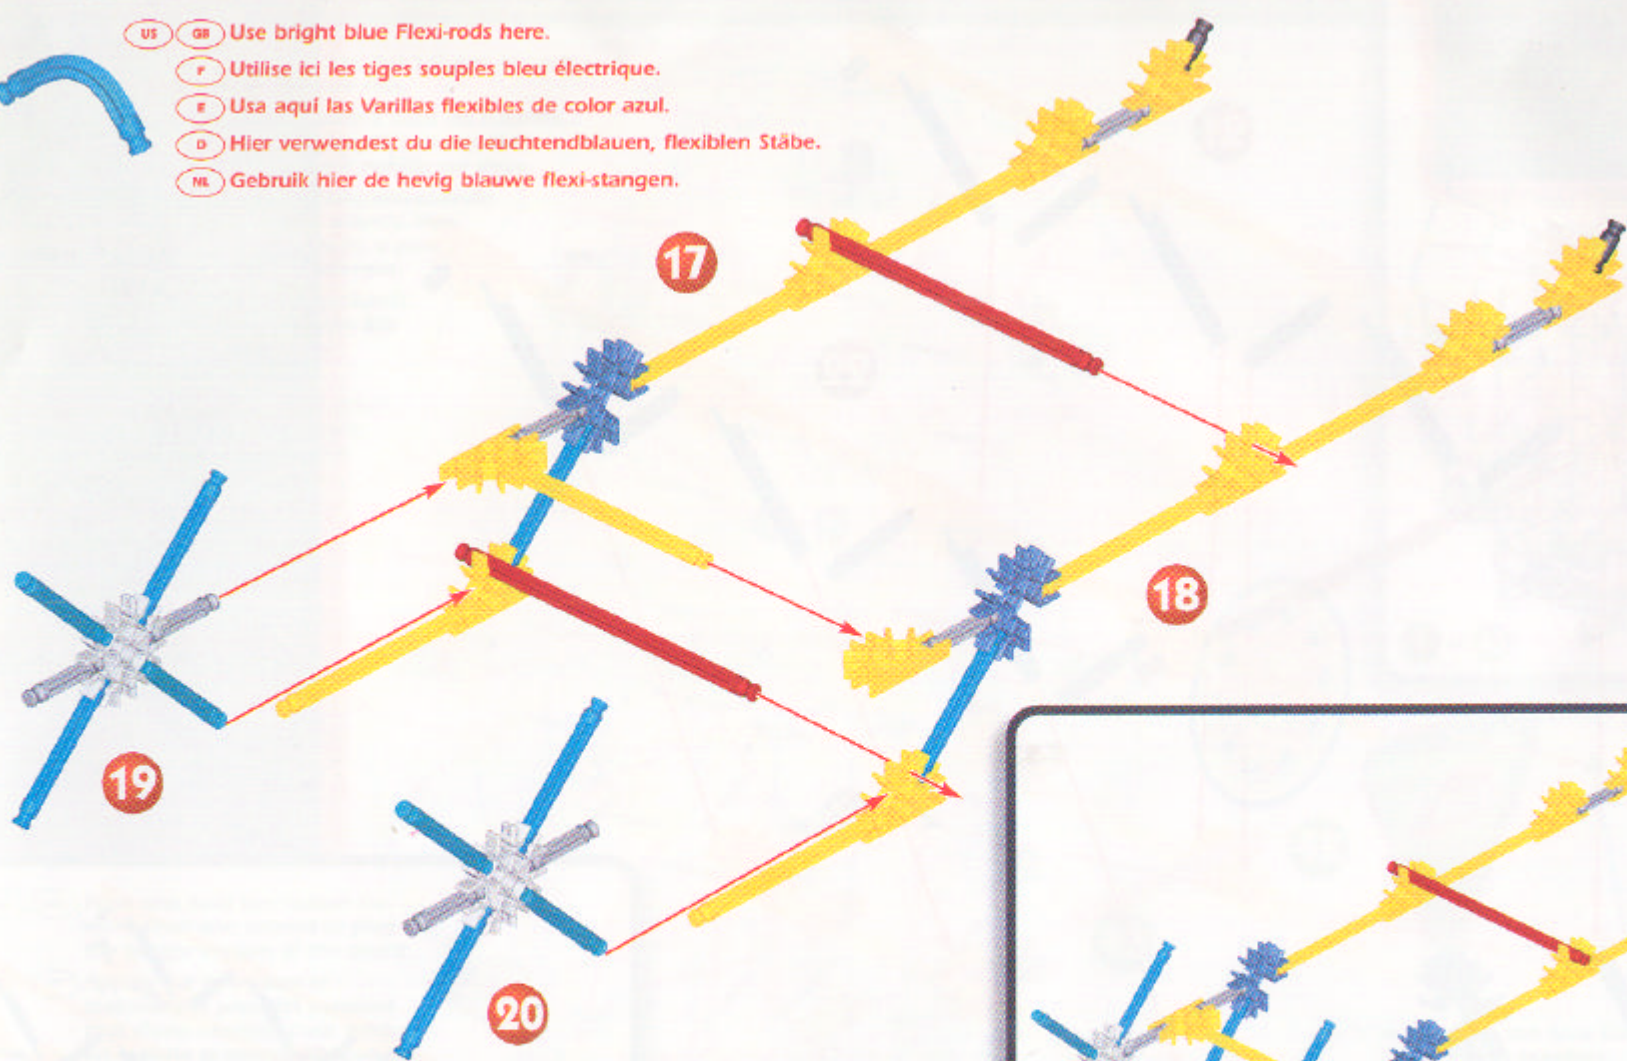 US GB Use bright blue Flexi-rods here.
F Utilise ici les tiges souples bleu électrique.
E Usa aquí las Varillas flexibles de color azul.
D Hier verwendest du die leuchtendblauen, flexiblen Stäbe.
NL Gebruik hier de hevig blauwe flexi-stangen.
17
18
19
20